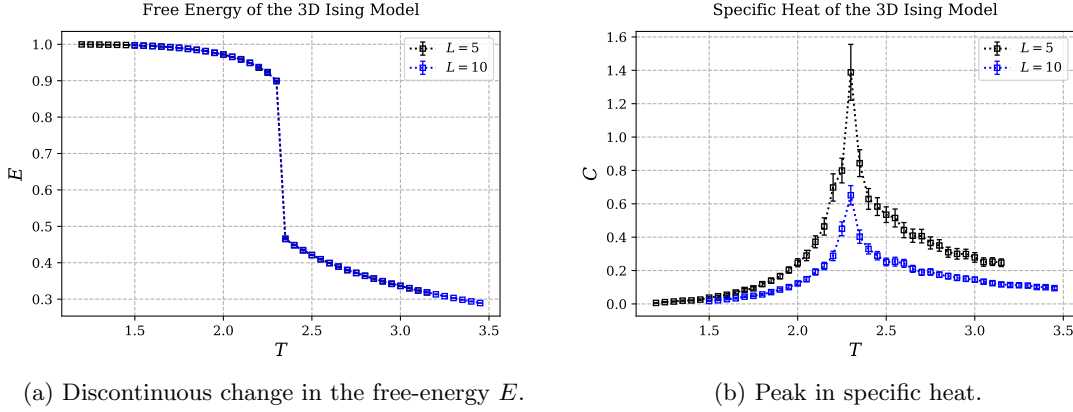 Free Energy of the 3D Ising Model
E
1.0
0.9
0.8
0.7
0.6
0.5
0.4
0.3
1.5 2.0 2.5 3.0 3.5
T
L = 5
L = 10
(a) Discontinuous change in the free-energy E.
Specific Heat of the 3D Ising Model
C
1.6
1.4
1.2
1.0
0.8
0.6
0.4
0.2
0.0
1.5 2.0 2.5 3.0 3.5
T
L = 5
L = 10
(b) Peak in specific heat.